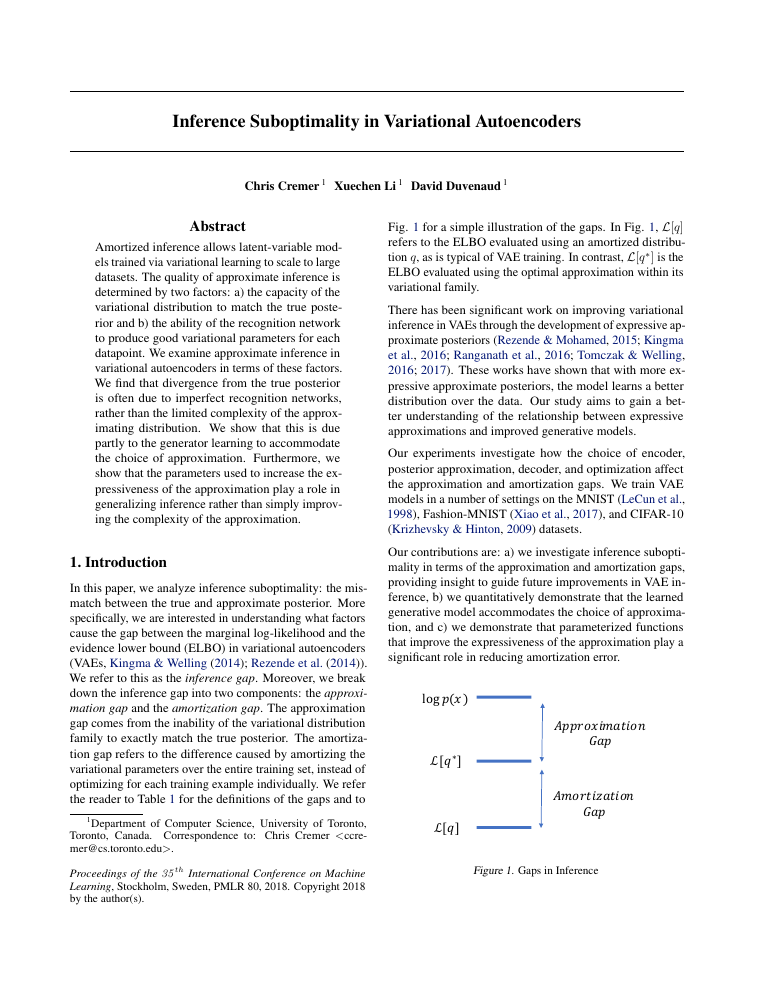 Inference Suboptimality in Variational Autoencoders
Chris Cremer 1 Xuechen Li 1 David Duvenaud 1
Abstract
Amortized inference allows latent-variable mod-
els trained via variational learning to scale to large
datasets. The quality of approximate inference is
determined by two factors: a) the capacity of the
variational distribution to match the true poste-
rior and b) the ability of the recognition network
to produce good variational parameters for each
datapoint. We examine approximate inference in
variational autoencoders in terms of these factors.
We find that divergence from the true posterior
is often due to imperfect recognition networks,
rather than the limited complexity of the approx-
imating distribution. We show that this is due
partly to the generator learning to accommodate
the choice of approximation. Furthermore, we
show that the parameters used to increase the ex-
pressiveness of the approximation play a role in
generalizing inference rather than simply improv-
ing the complexity of the approximation.
1. Introduction
In this paper, we analyze inference suboptimality: the mis-
match between the true and approximate posterior. More
specifically, we are interested in understanding what factors
cause the gap between the marginal log-likelihood and the
evidence lower bound (ELBO) in variational autoencoders
(VAEs, Kingma & Welling (2014); Rezende et al. (2014)).
We refer to this as the inference gap. Moreover, we break
down the inference gap into two components: the approxi-
mation gap and the amortization gap. The approximation
gap comes from the inability of the variational distribution
family to exactly match the true posterior. The amortiza-
tion gap refers to the difference caused by amortizing the
variational parameters over the entire training set, instead of
optimizing for each training example individually. We refer
the reader to Table 1 for the definitions of the gaps and to
1Department of Computer Science, University of Toronto,
Toronto, Canada. Correspondence to: Chris Cremer <ccre-
mer@cs.toronto.edu>.
Proceedings of the 35th International Conference on Machine
Learning, Stockholm, Sweden, PMLR 80, 2018. Copyright 2018
by the author(s).
Fig. 1 for a simple illustration of the gaps. In Fig. 1, ℒ[q]
refers to the ELBO evaluated using an amortized distribu-
tion q, as is typical of VAE training. In contrast, ℒ[q*] is the
ELBO evaluated using the optimal approximation within its
variational family.
There has been significant work on improving variational
inference in VAEs through the development of expressive ap-
proximate posteriors (Rezende & Mohamed, 2015; Kingma
et al., 2016; Ranganath et al., 2016; Tomczak & Welling,
2016; 2017). These works have shown that with more ex-
pressive approximate posteriors, the model learns a better
distribution over the data. Our study aims to gain a bet-
ter understanding of the relationship between expressive
approximations and improved generative models.
Our experiments investigate how the choice of encoder,
posterior approximation, decoder, and optimization affect
the approximation and amortization gaps. We train VAE
models in a number of settings on the MNIST (LeCun et al.,
1998), Fashion-MNIST (Xiao et al., 2017), and CIFAR-10
(Krizhevsky & Hinton, 2009) datasets.
Our contributions are: a) we investigate inference subopti-
mality in terms of the approximation and amortization gaps,
providing insight to guide future improvements in VAE in-
ference, b) we quantitatively demonstrate that the learned
generative model accommodates the choice of approxima-
tion, and c) we demonstrate that parameterized functions
that improve the expressiveness of the approximation play a
significant role in reducing amortization error.
log p(x)
Approximation
Gap
ℒ[q*]
Amortization
Gap
ℒ[q]
Figure 1. Gaps in Inference